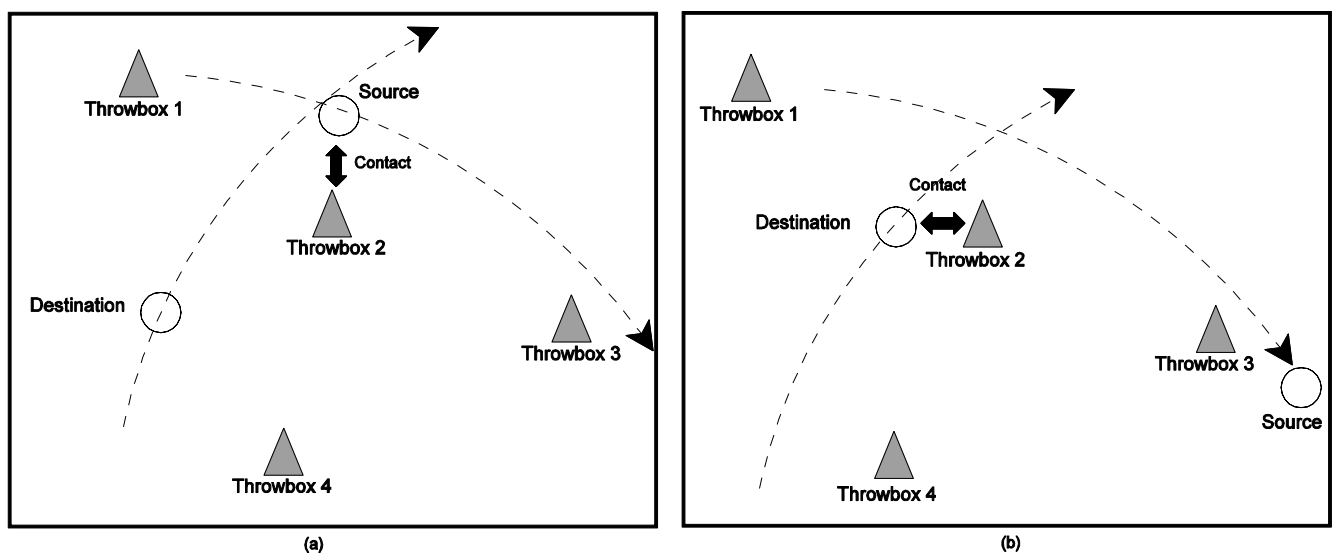 Throwbox 1
Source
Contact
Throwbox 2
Destination
Throwbox 3
Throwbox 4
(a)
Throwbox 1
Contact
Destination
Throwbox 2
Throwbox 3
Source
Throwbox 4
(b)